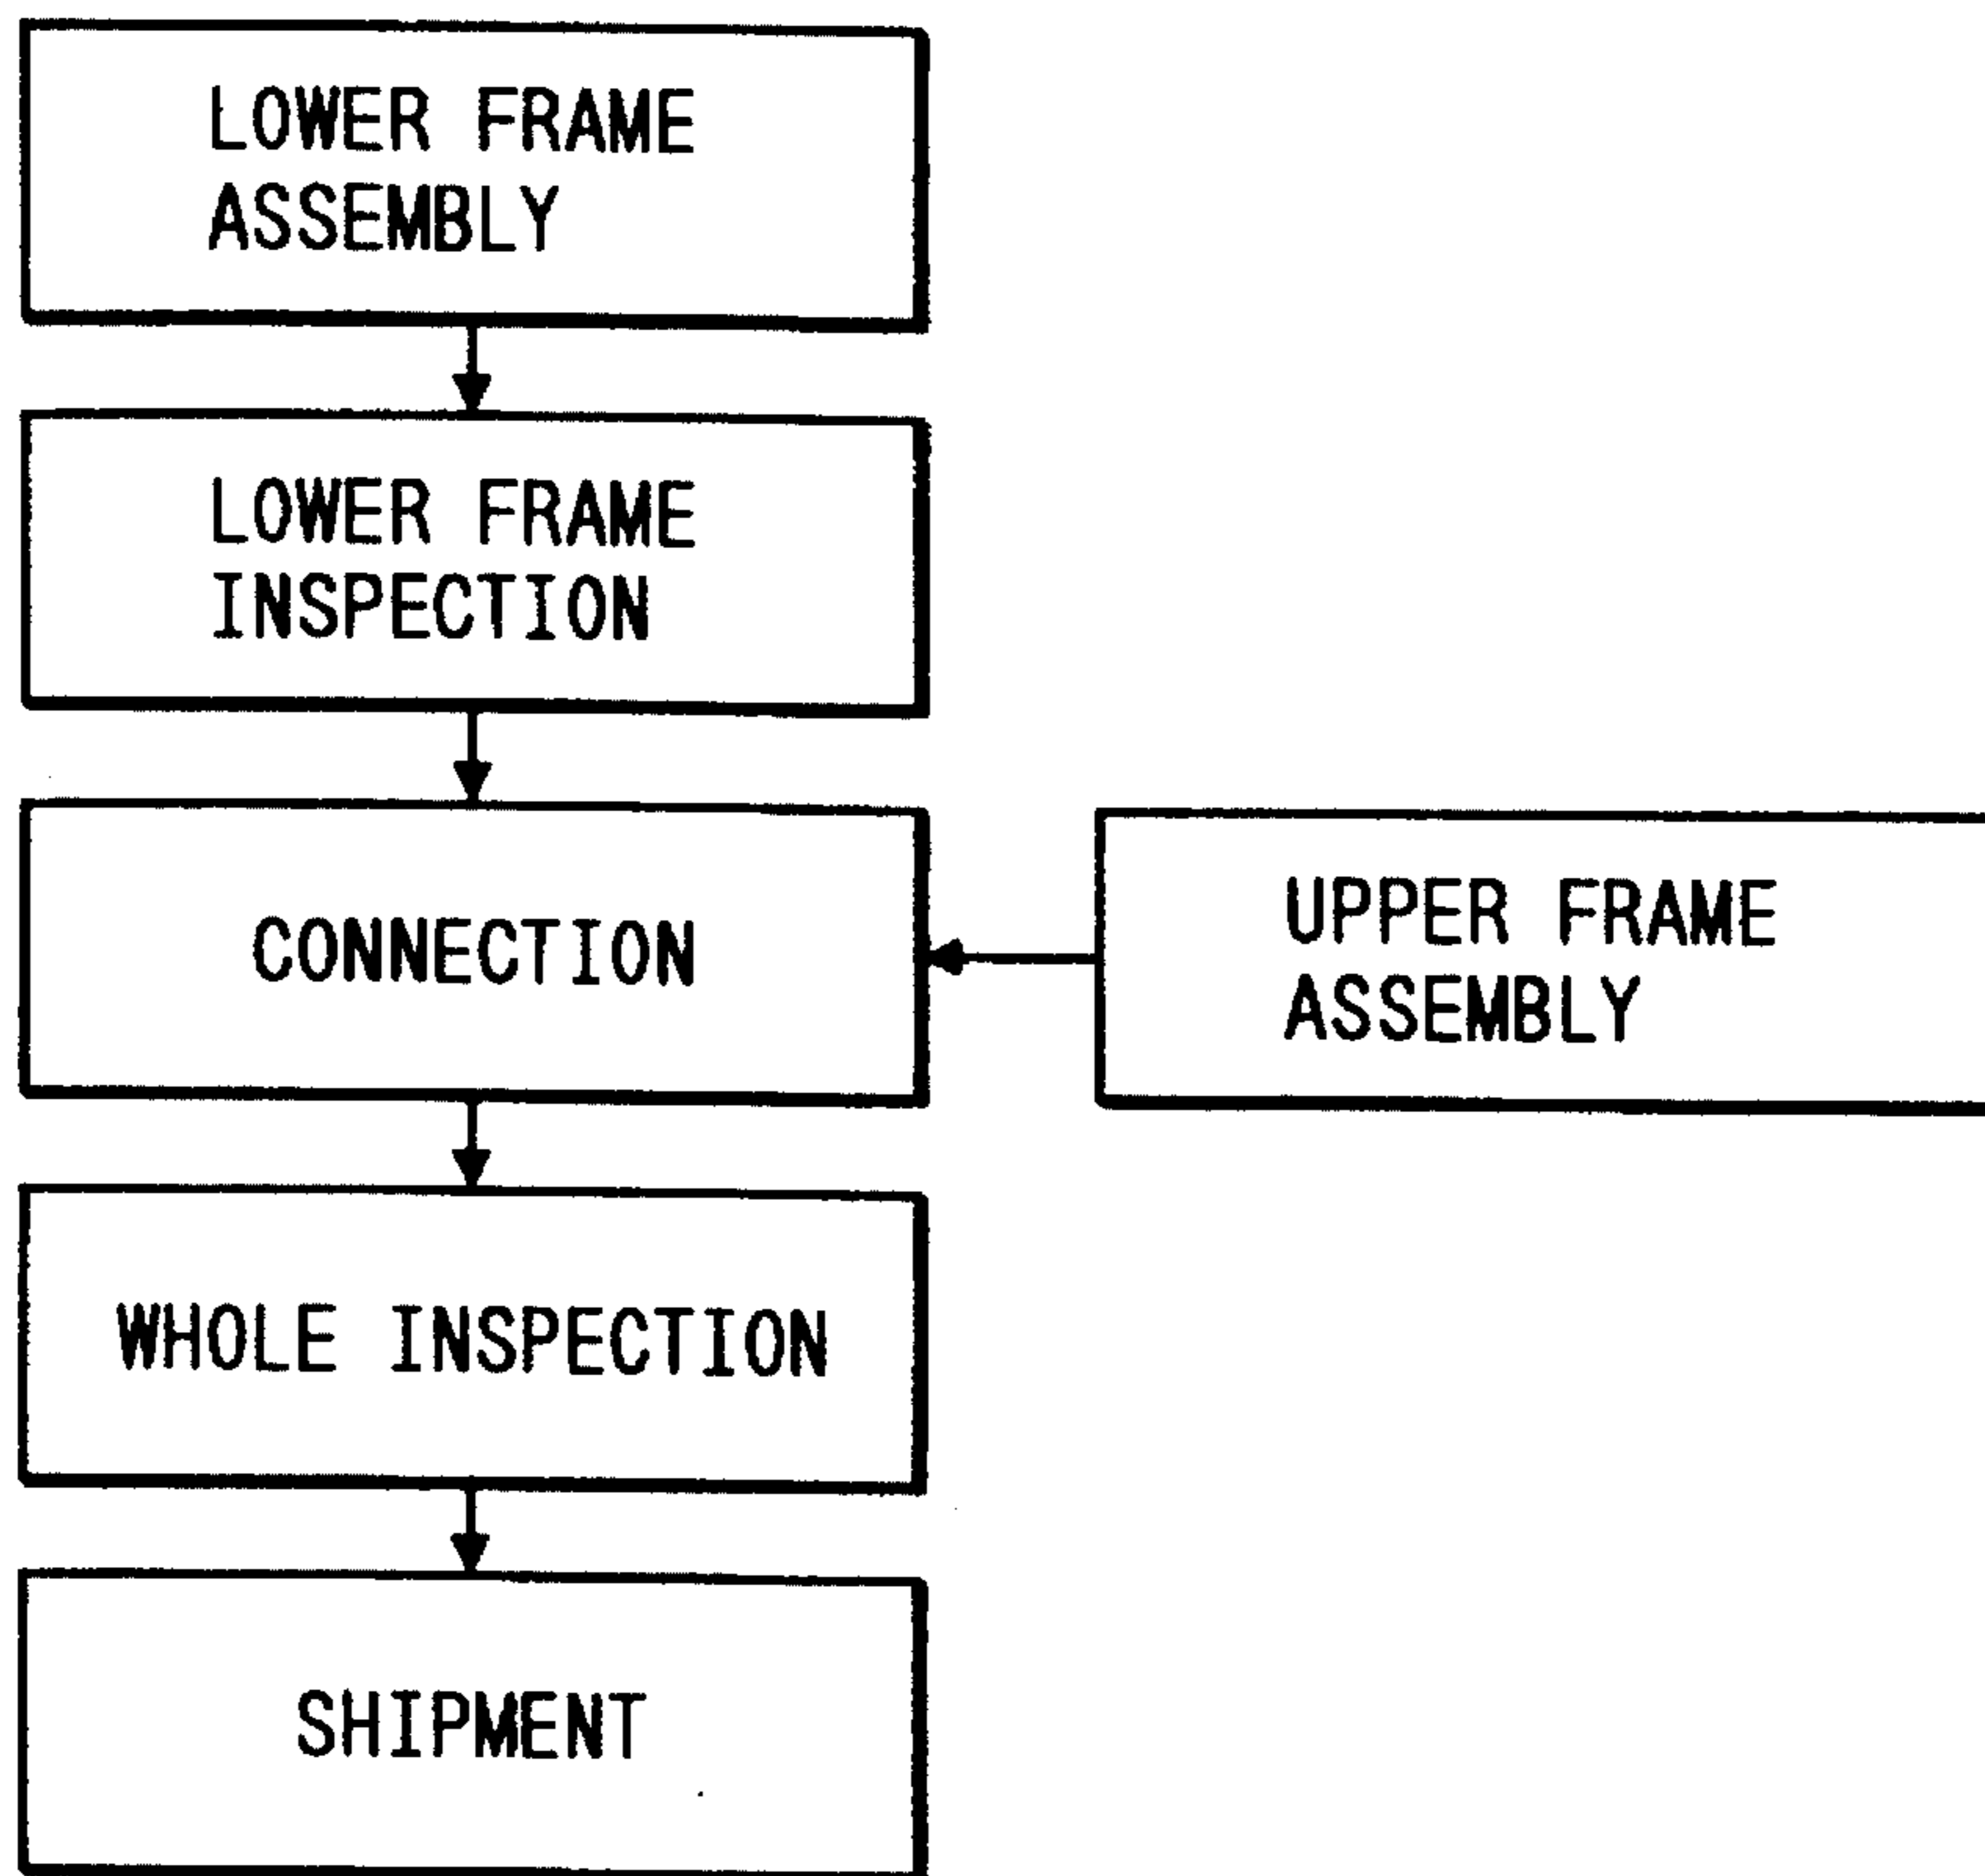 LOWER FRAME
ASSEMBLY
LOWER FRAME
INSPECTION
CONNECTION
UPPER FRAME
ASSEMBLY
WHOLE INSPECTION
SHIPMENT